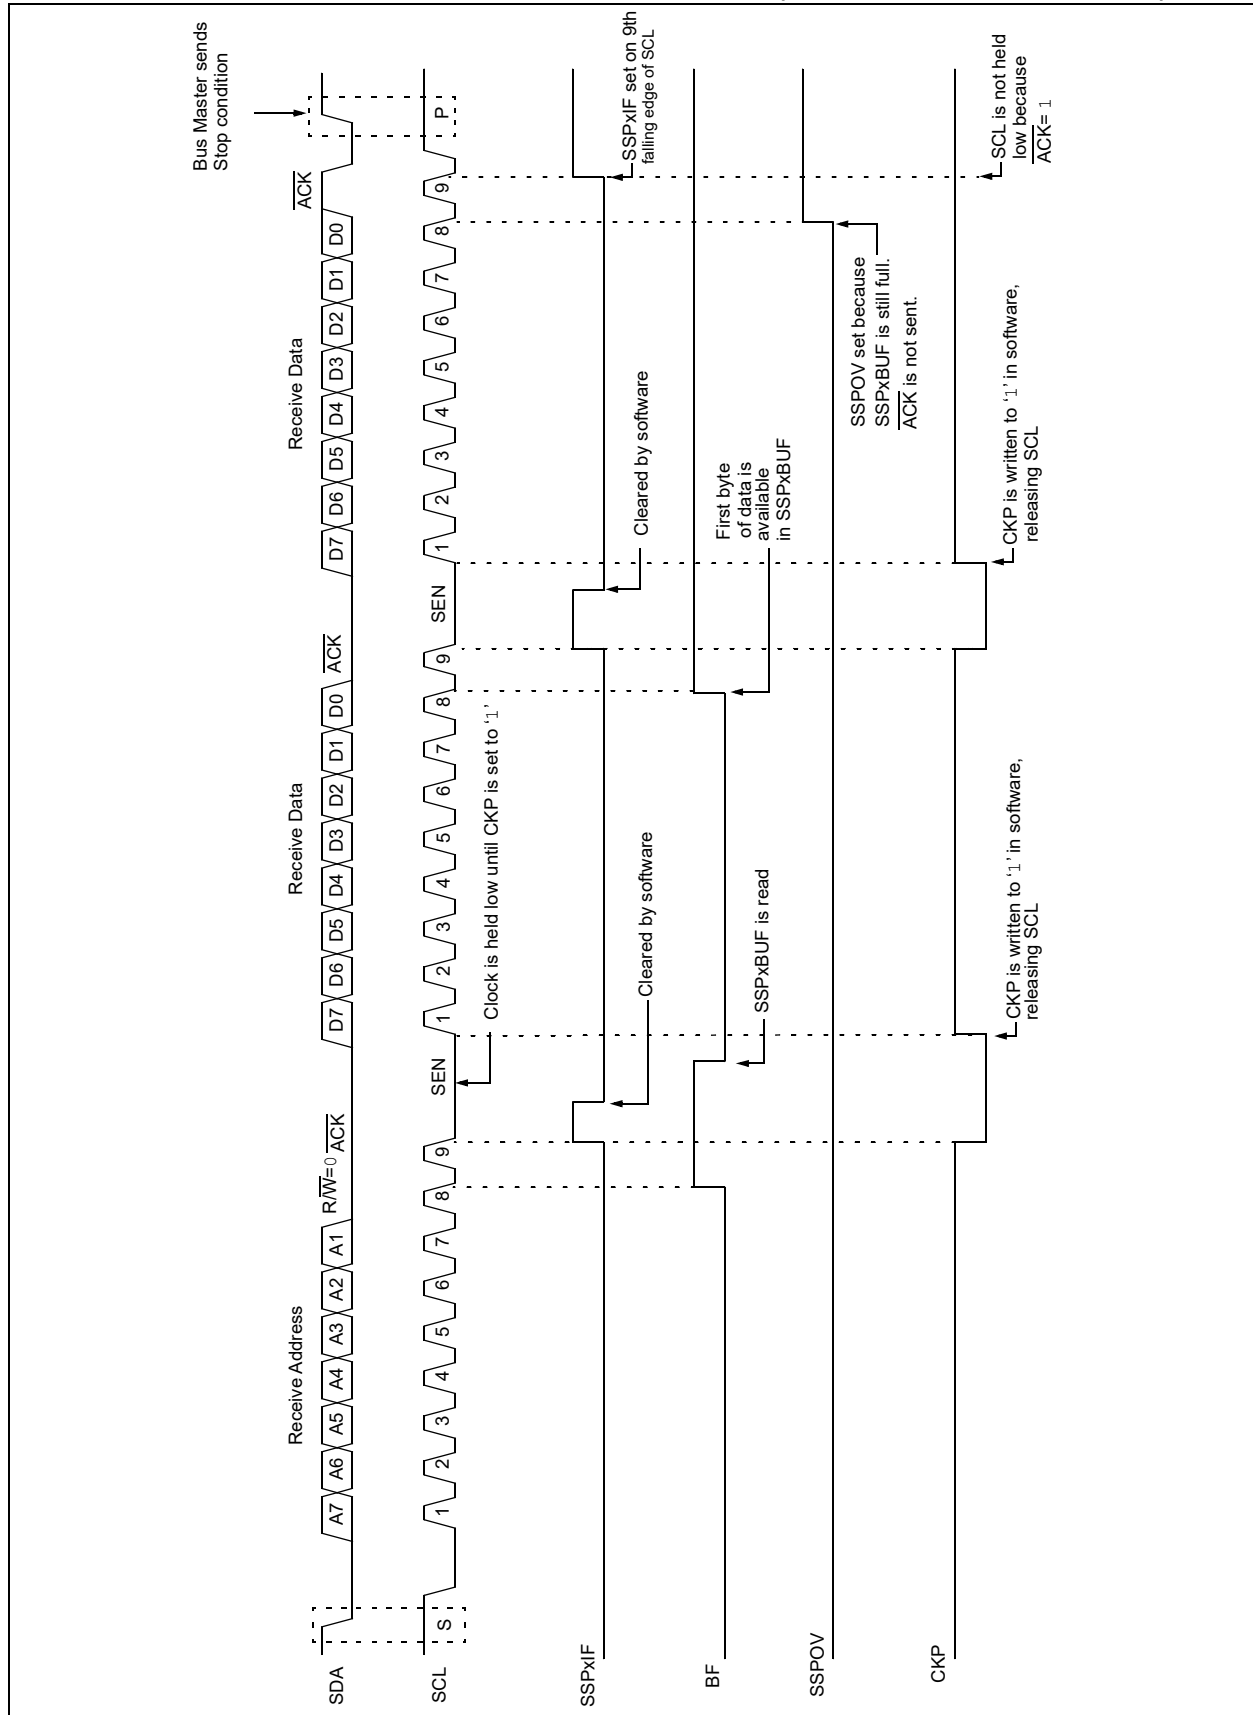 Bus Master sends
Stop condition
Receive Address
Receive Data
Receive Data
SDA
A7 A6 A5 A4 A3 A2 A1
R/W=0 ACK
D7 D6 D5 D4 D3 D2 D1 D0
ACK
D7 D6 D5 D4 D3 D2 D1 D0
ACK
SCL
S
1 2 3 4 5 6 7 8 9
SEN
1 2 3 4 5 6 7 8 9
SEN
1 2 3 4 5 6 7 8 9
P
Clock is held low until CKP is set to ‘1’
SSPxIF
Cleared by software
Cleared by software
SSPxIF set on 9th
falling edge of SCL
BF
SSPxBUF is read
First byte
of data is
available
in SSPxBUF
SSPOV
SSPOV set because
SSPxBUF is still full.
ACK is not sent.
CKP
CKP is written to ‘1’ in software,
releasing SCL
CKP is written to ‘1’ in software,
releasing SCL
SCL is not held
low because
ACK= 1